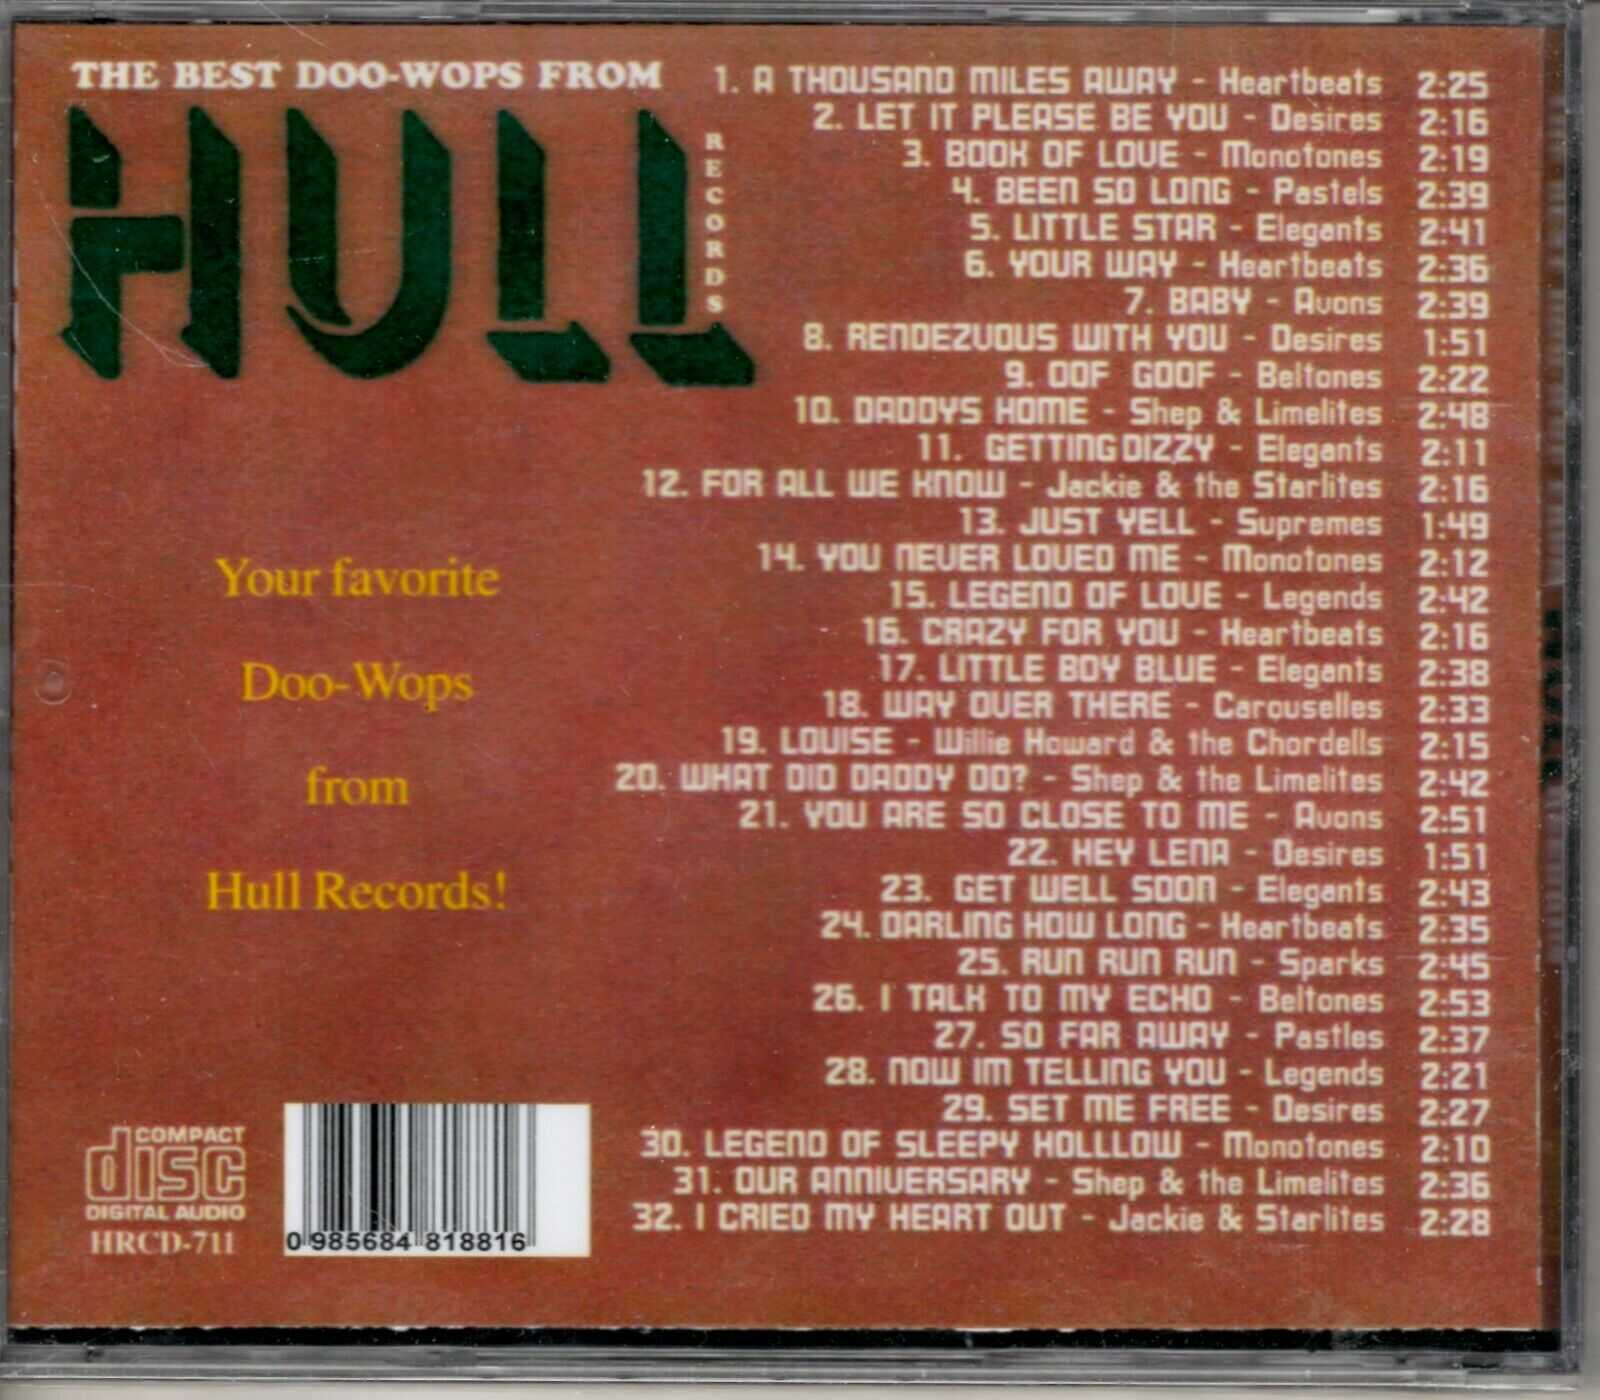 THE BEST DOO-WOPS FROM
HULL
RECORDS
1. A THOUSAND MILES AWAY - Heartbeats 2:25
2. LET IT PLEASE BE YOU - Desires 2:16
3. BOOK OF LOVE - Monotones 2:19
4. BEEN SO LONG - Pastels 2:39
5. LITTLE STAR - Elegants 2:41
6. YOUR WAY - Heartbeats 2:36
7. BABY - Avons 2:39
8. RENDEZVOUS WITH YOU - Desires 1:51
9. OOF GOOF - Beltones 2:22
10. DADDYS HOME - Shep & Limelites 2:48
11. GETTING DIZZY - Elegants 2:11
12. FOR ALL WE KNOW - Jackie & the Starlites 2:16
13. JUST YELL - Supremes 1:49
14. YOU NEVER LOVED ME - Monotones 2:12
15. LEGEND OF LOVE - Legends 2:42
16. CRAZY FOR YOU - Heartbeats 2:16
17. LITTLE BOY BLUE - Elegants 2:38
18. WAY OVER THERE - Carouselles 2:33
19. LOUISE - Willie Howard & the Chordells 2:15
20. WHAT DID DADDY DO? - Shep & the Limelites 2:42
21. YOU ARE SO CLOSE TO ME - Avons 2:51
22. HEY LENA - Desires 1:51
23. GET WELL SOON - Elegants 2:43
24. DARLING HOW LONG - Heartbeats 2:35
25. RUN RUN RUN - Sparks 2:45
26. I TALK TO MY ECHO - Beltones 2:53
27. SO FAR AWAY - Pastles 2:37
28. NOW IM TELLING YOU - Legends 2:21
29. SET ME FREE - Desires 2:27
30. LEGEND OF SLEEPY HOLLLOW - Monotones 2:10
31. OUR ANNIVERSARY - Shep & the Limelites 2:36
32. I CRIED MY HEART OUT - Jackie & Starlites 2:28
Your favorite
Doo-Wops
from
Hull Records!
COMPACT
disc
DIGITAL AUDIO
HRCD-711
0 985684 818816